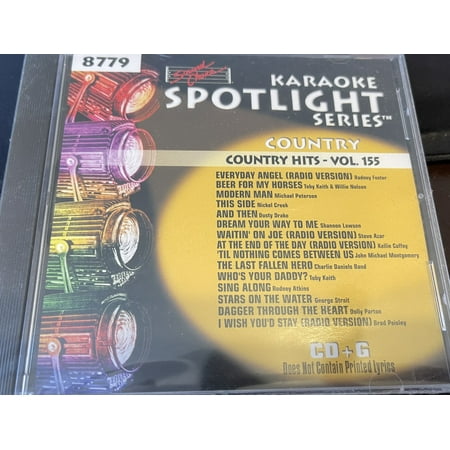 8779
KARAOKE
SPOTLIGHT
SERIES™
COUNTRY
COUNTRY HITS - VOL. 155
EVERYDAY ANGEL (RADIO VERSION) Radney Foster
BEER FOR MY HORSES Toby Keith & Willie Nelson
MODERN MAN Michael Peterson
THIS SIDE Nickel Creek
AND THEN Dusty Drake
DREAM YOUR WAY TO ME Shannon Lawson
WAITIN' ON JOE (RADIO VERSION) Steve Azar
AT THE END OF THE DAY (RADIO VERSION) Kellie Coffey
'TIL NOTHING COMES BETWEEN US John Michael Montgomery
THE LAST FALLEN HERO Charlie Daniels Band
WHO'S YOUR DADDY? Toby Keith
SING ALONG Rodney Atkins
STARS ON THE WATER George Strait
DAGGER THROUGH THE HEART Dolly Parton
I WISH YOU'D STAY (RADIO VERSION) Brad Paisley
CD+G
Does Not Contain Printed Lyrics